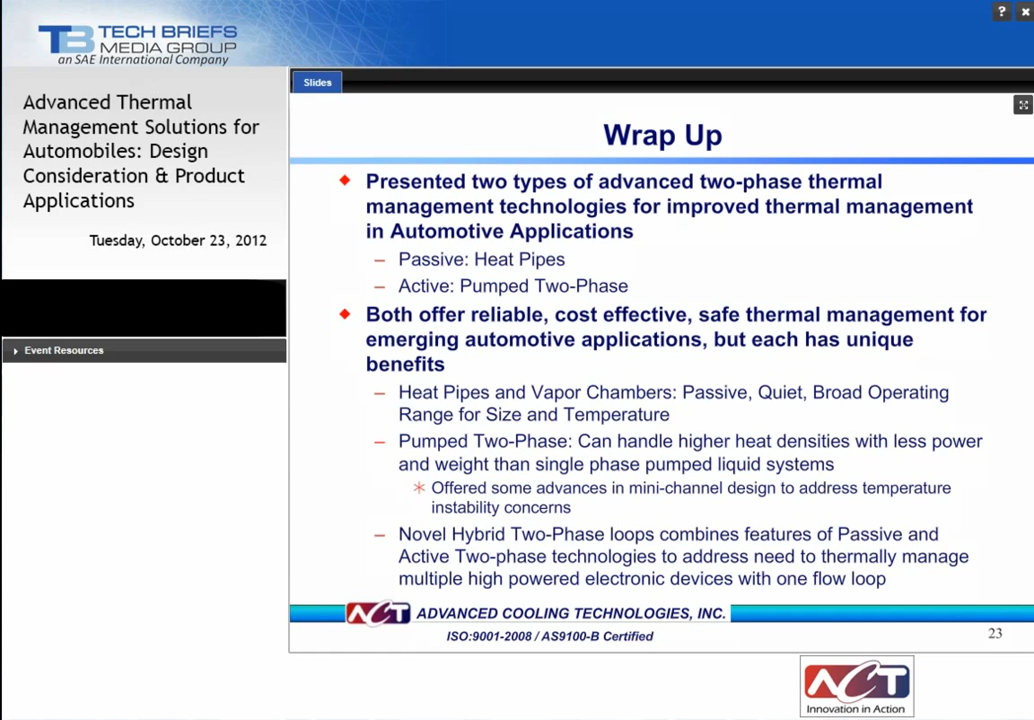 TB TECH BRIEFS
MEDIA GROUP
an SAE International Company
? ×
Advanced Thermal
Management Solutions for
Automobiles: Design
Consideration & Product
Applications
Tuesday, October 23, 2012
Event Resources
Slides
Wrap Up
Presented two types of advanced two-phase thermal
management technologies for improved thermal management
in Automotive Applications
– Passive: Heat Pipes
– Active: Pumped Two-Phase
Both offer reliable, cost effective, safe thermal management for
emerging automotive applications, but each has unique
benefits
– Heat Pipes and Vapor Chambers: Passive, Quiet, Broad Operating
Range for Size and Temperature
– Pumped Two-Phase: Can handle higher heat densities with less power
and weight than single phase pumped liquid systems
* Offered some advances in mini-channel design to address temperature
instability concerns
– Novel Hybrid Two-Phase loops combines features of Passive and
Active Two-phase technologies to address need to thermally manage
multiple high powered electronic devices with one flow loop
ACT ADVANCED COOLING TECHNOLOGIES, INC.
ISO:9001-2008 / AS9100-B Certified
23
ACT
Innovation in Action